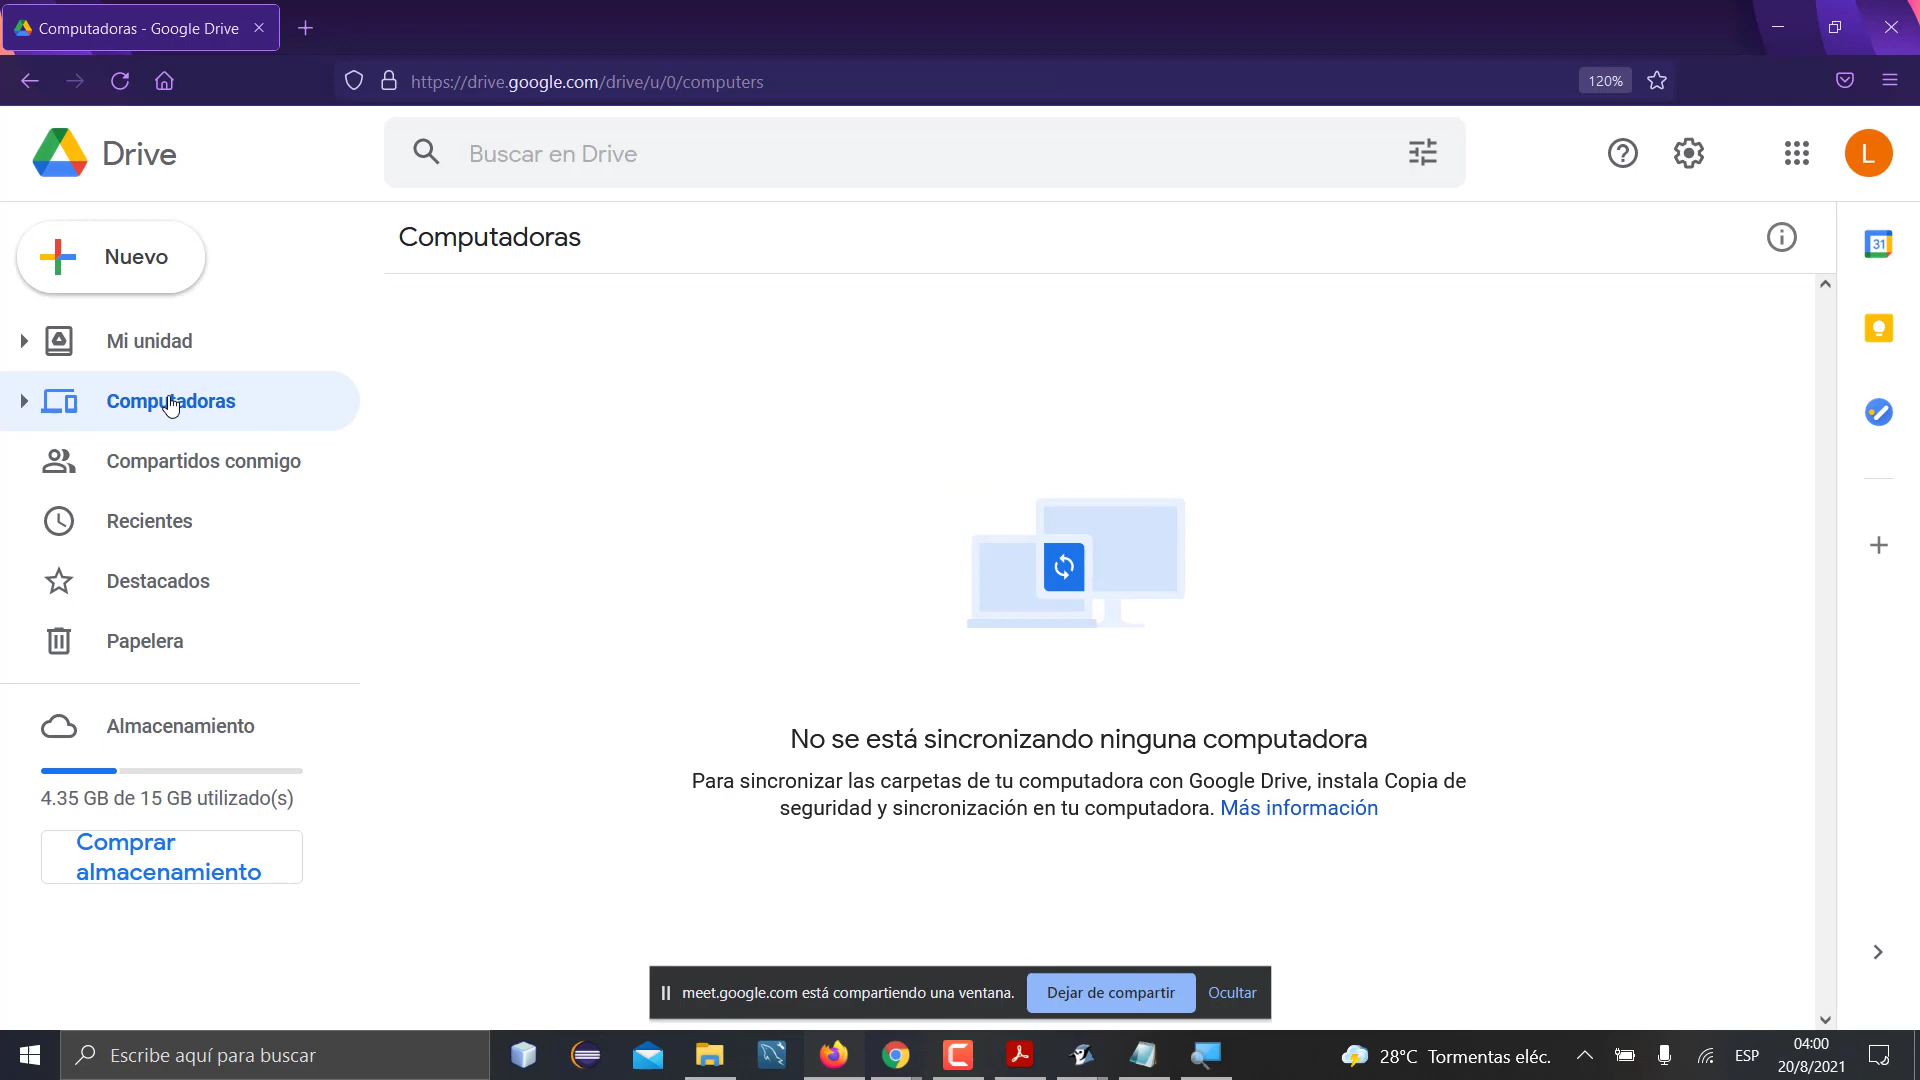 Computadoras - Google Drive
https://drive.google.com/drive/u/0/computers
120%
Drive
Buscar en Drive
L
Nuevo
Computadoras
31
Mi unidad
Computadoras
Compartidos conmigo
Recientes
Destacados
Papelera
Almacenamiento
4.35 GB de 15 GB utilizado(s)
Comprar
almacenamiento
No se está sincronizando ninguna computadora
Para sincronizar las carpetas de tu computadora con Google Drive, instala Copia de
seguridad y sincronización en tu computadora. Más información
meet.google.com está compartiendo una ventana.
Dejar de compartir
Ocultar
Escribe aquí para buscar
28°C Tormentas eléc.
ESP
04:00
20/8/2021